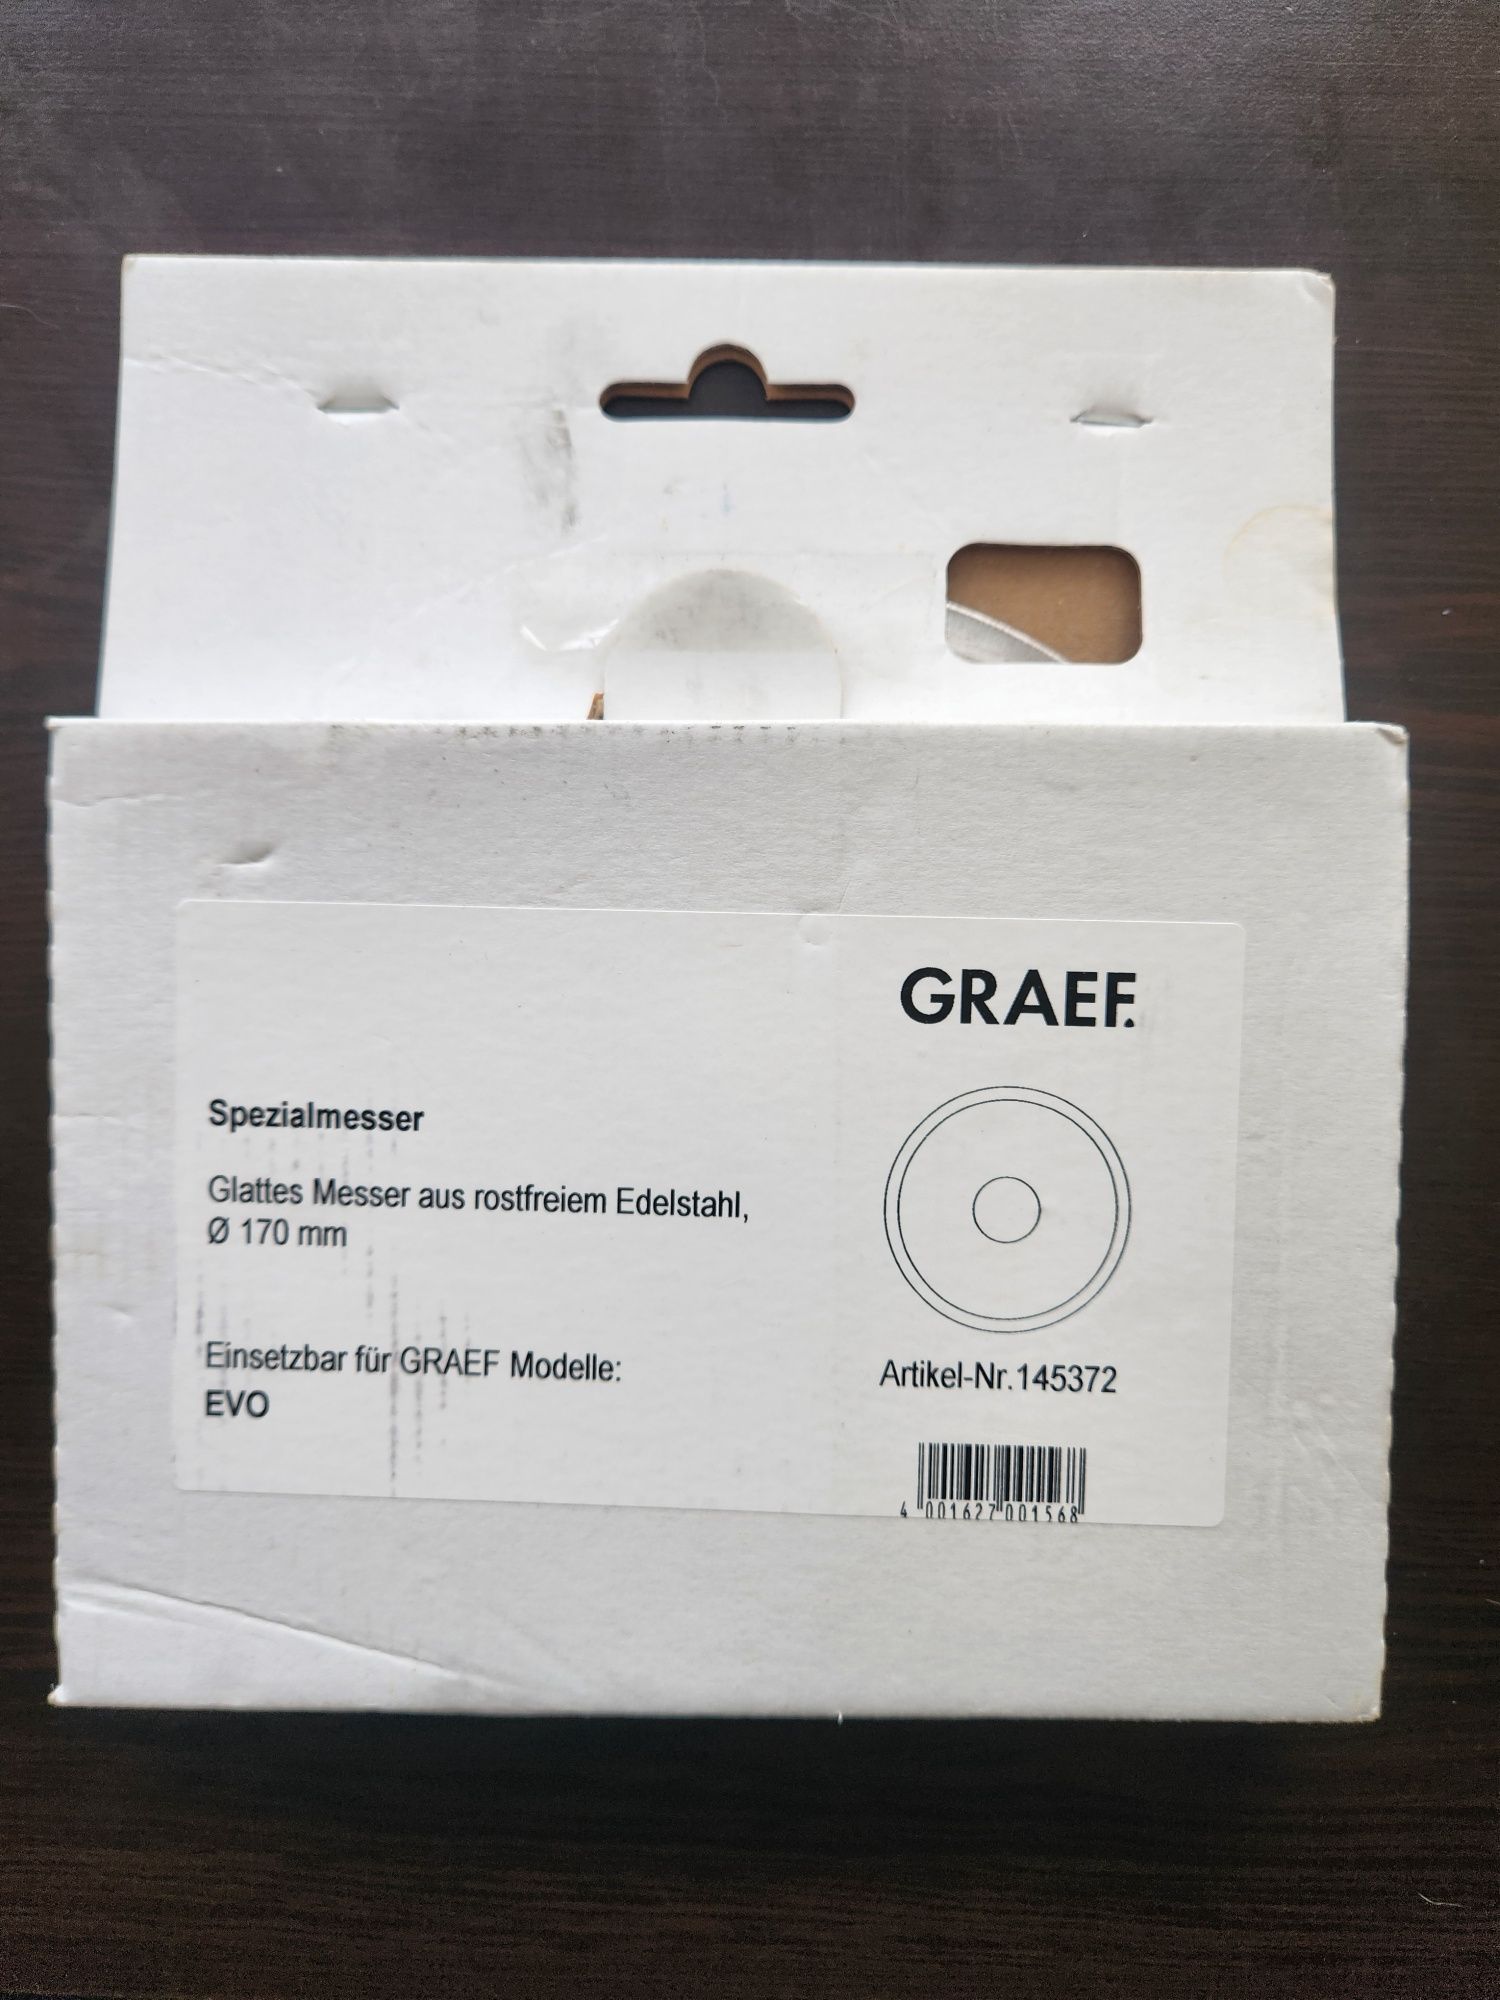 GRAEF.
Spezialmesser
Glattes Messer aus rostfreiem Edelstahl,
Ø 170 mm
Einsetzbar für GRAEF Modelle:
EVO
Artikel-Nr.145372
4 001627 001568